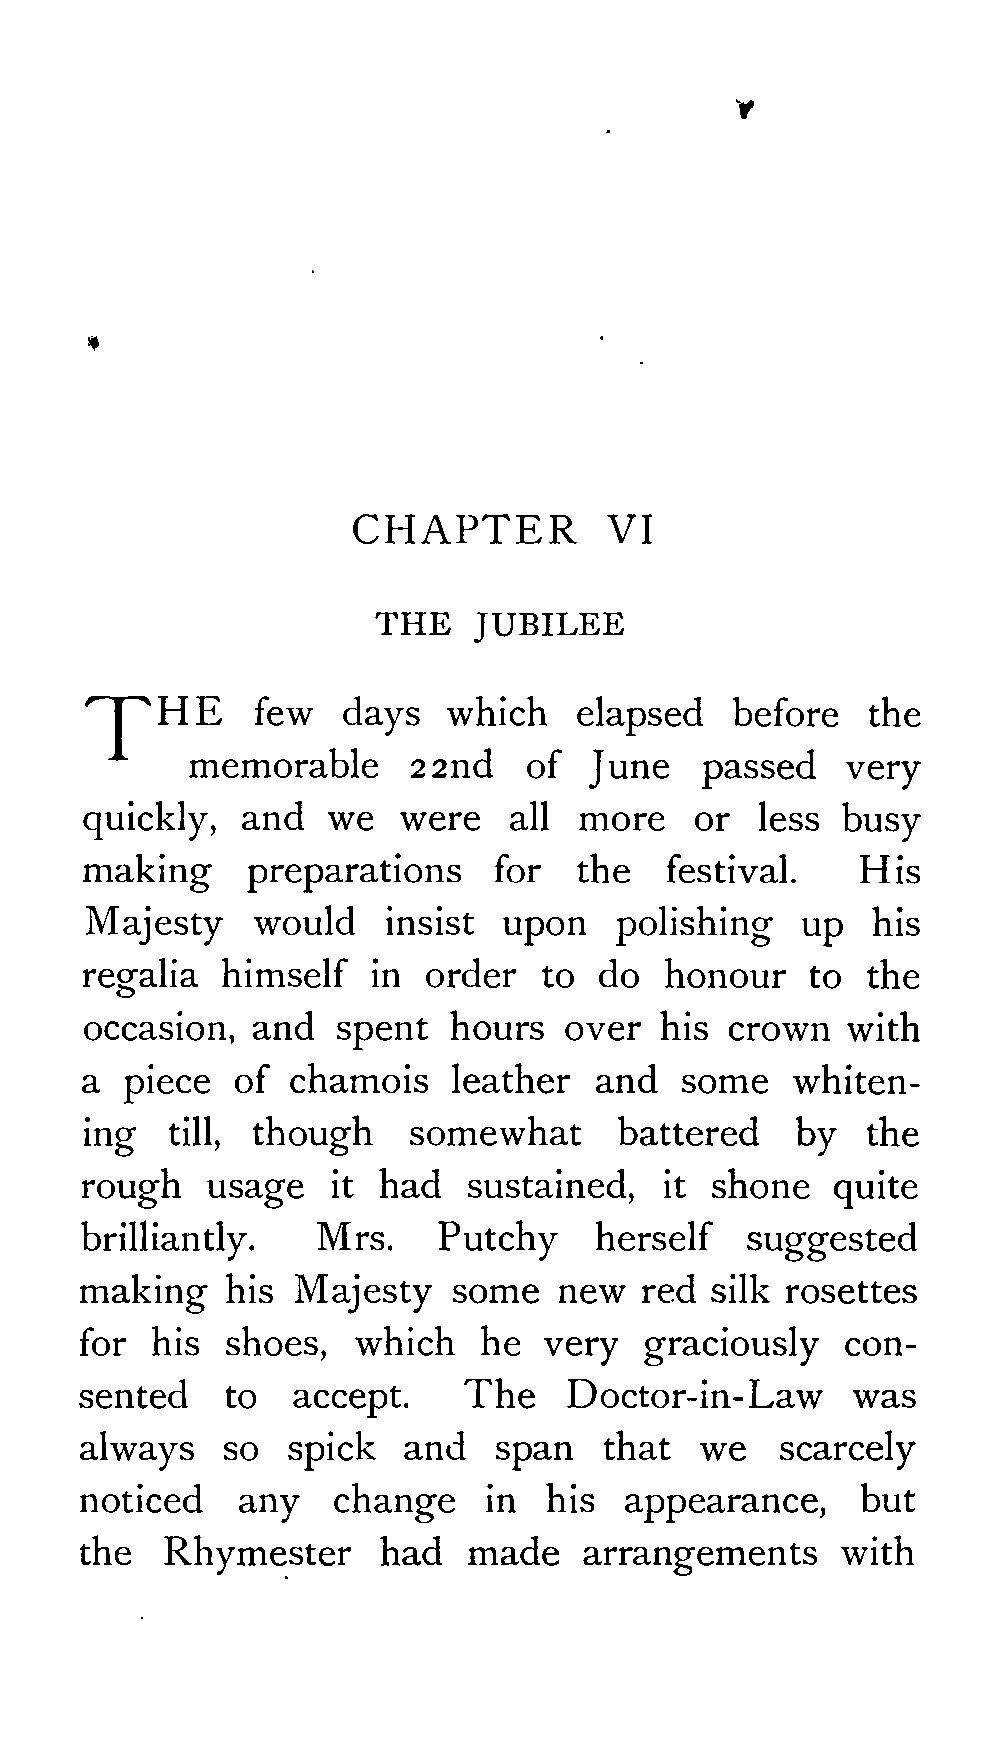 CHAPTER VI
THE JUBILEE
THE few days which elapsed before the
memorable 22nd of June passed very
quickly, and we were all more or less busy
making preparations for the festival. His
Majesty would insist upon polishing up his
regalia himself in order to do honour to the
occasion, and spent hours over his crown with
a piece of chamois leather and some whiten-
ing till, though somewhat battered by the
rough usage it had sustained, it shone quite
brilliantly. Mrs. Putchy herself suggested
making his Majesty some new red silk rosettes
for his shoes, which he very graciously con-
sented to accept. The Doctor-in-Law was
always so spick and span that we scarcely
noticed any change in his appearance, but
the Rhymester had made arrangements with